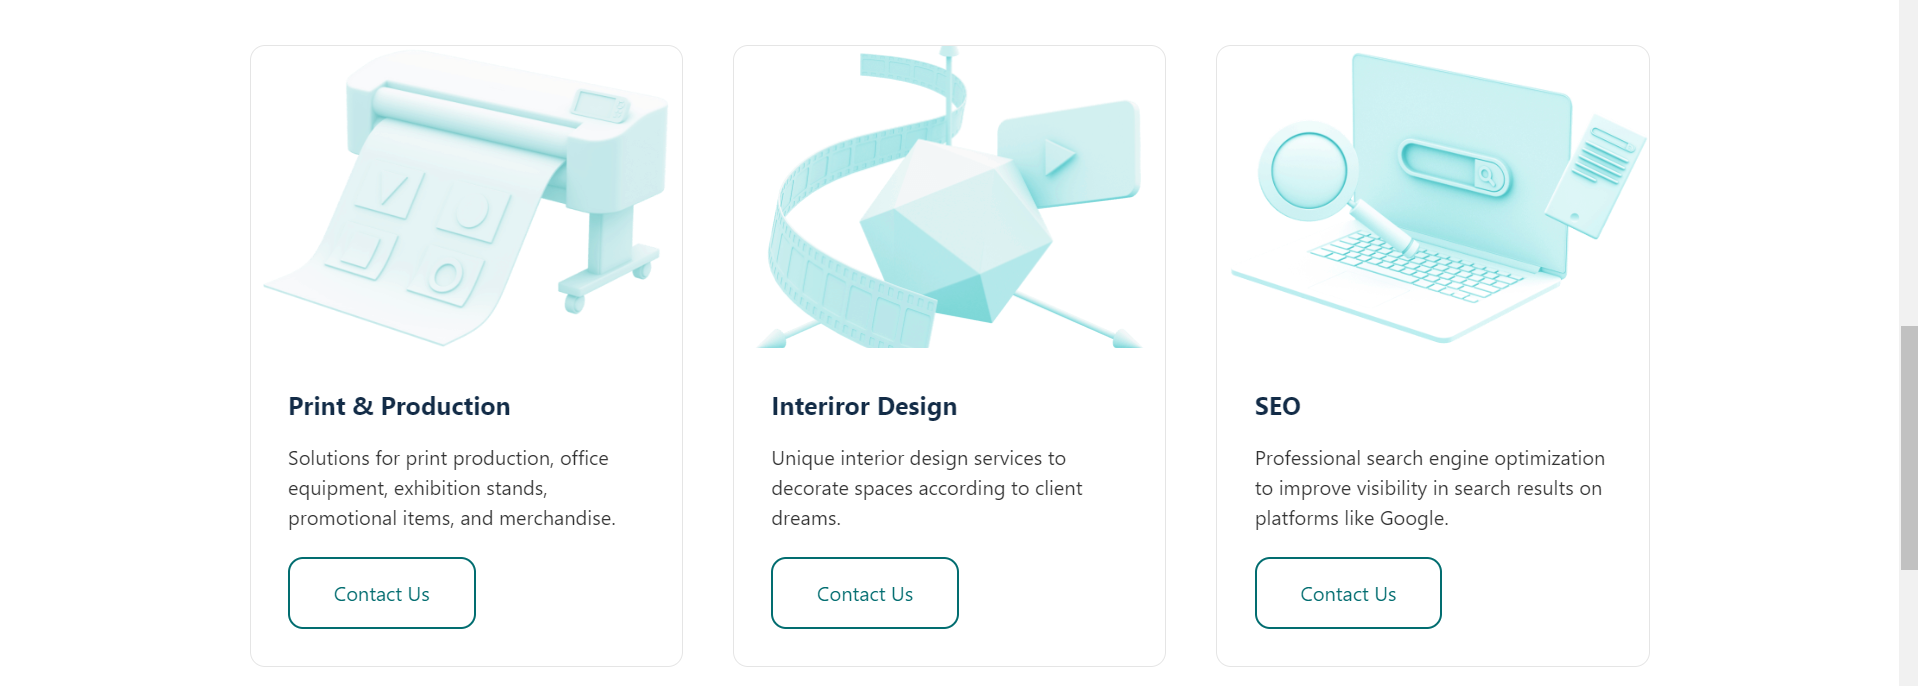 Print & Production
Solutions for print production, office
equipment, exhibition stands,
promotional items, and merchandise.
Contact Us
Interiror Design
Unique interior design services to
decorate spaces according to client
dreams.
Contact Us
SEO
Professional search engine optimization
to improve visibility in search results on
platforms like Google.
Contact Us